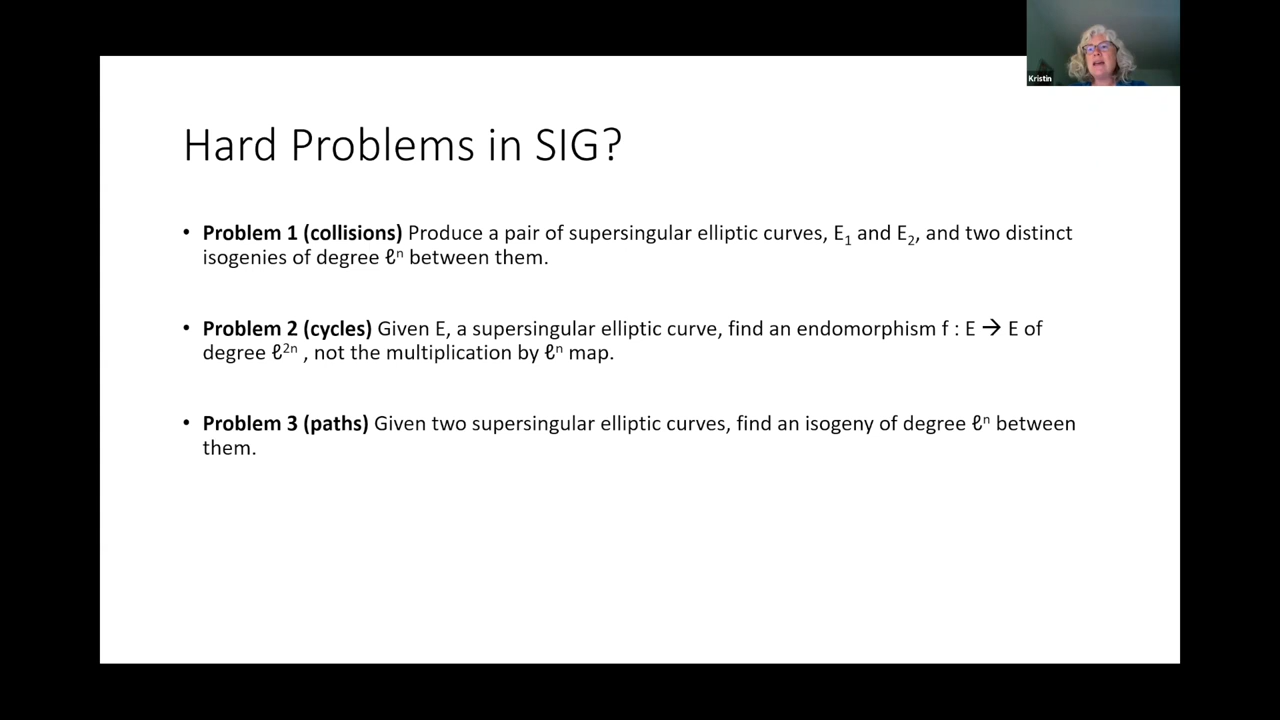 Kristin
Hard Problems in SIG?
• Problem 1 (collisions) Produce a pair of supersingular elliptic curves, E₁ and E₂, and two distinct
isogenies of degree ℓⁿ between them.
• Problem 2 (cycles) Given E, a supersingular elliptic curve, find an endomorphism f : E → E of
degree ℓ²ⁿ , not the multiplication by ℓⁿ map.
• Problem 3 (paths) Given two supersingular elliptic curves, find an isogeny of degree ℓⁿ between
them.